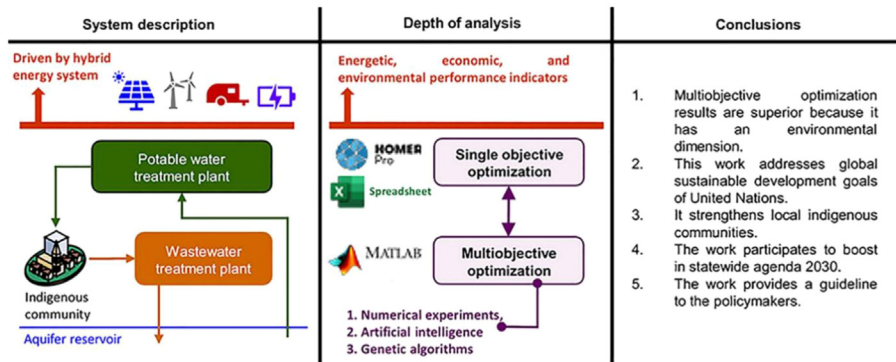 System description
Driven by hybrid
energy system
Potable water
treatment plant
Wastewater
treatment plant
Indigenous
community
Aquifer reservoir
Depth of analysis
Energetic, economic, and
environmental performance indicators
HOMER
Pro
Single objective
optimization
Spreadsheet
MATLAB
Multiobjective
optimization
1. Numerical experiments,
2. Artificial intelligence
3. Genetic algorithms
Conclusions
1. Multiobjective optimization
results are superior because it
has an environmental
dimension.
2. This work addresses global
sustainable development goals
of United Nations.
3. It strengthens local indigenous
communities.
4. The work participates to boost
in statewide agenda 2030.
5. The work provides a guideline
to the policymakers.